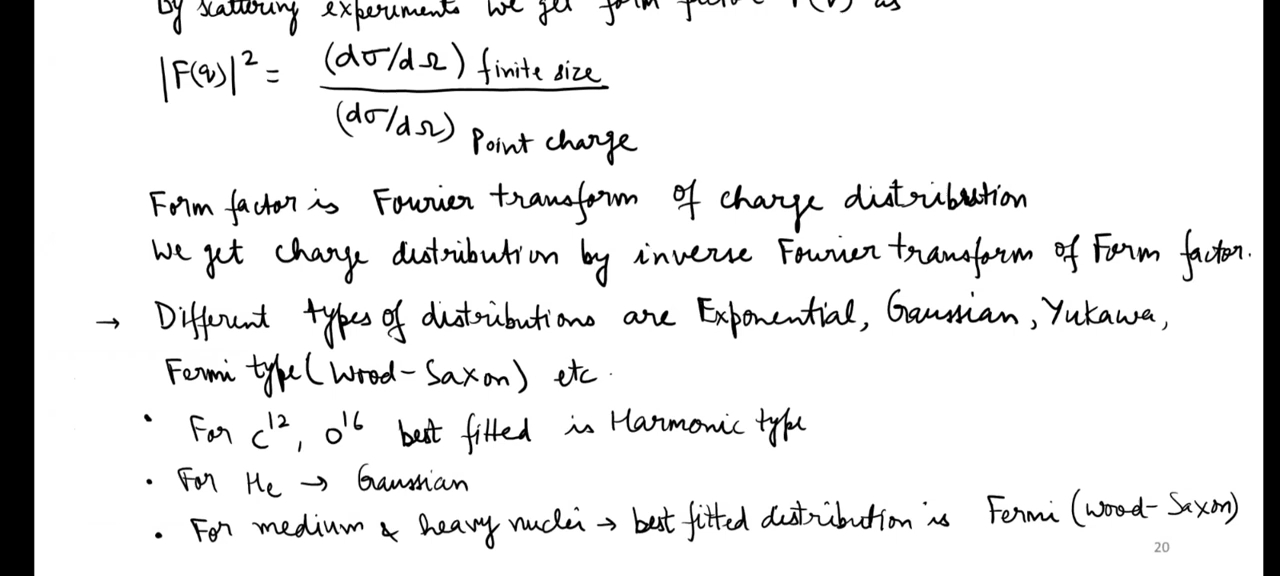 By scattering experiments we get form factor F(q) as
|F(q)|² = (dσ/dΩ) finite size
(dσ/dΩ) Point charge
Form factor is Fourier transform of charge distribution
We get charge distribution by inverse Fourier transform of Form factor.
→ Different types of distributions are Exponential, Gaussian, Yukawa,
Fermi type (Wood-Saxon) etc.
• For C¹², O¹⁶ best fitted is Harmonic type
• For He → Gaussian
• For medium & heavy nuclei → best fitted distribution is Fermi (Wood-Saxon)
20